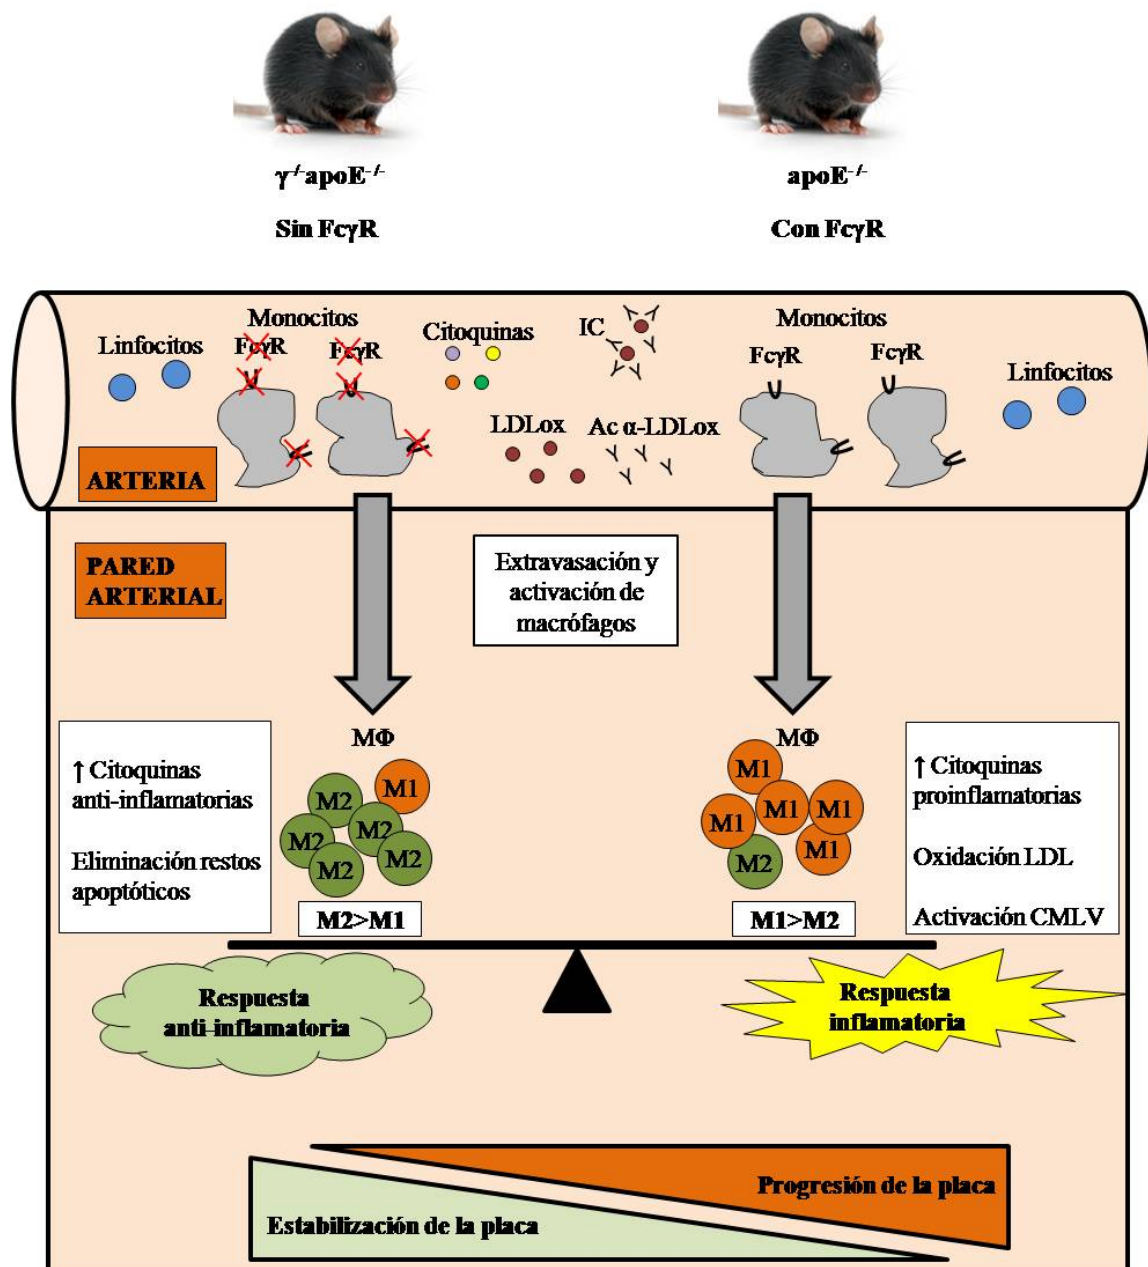 γ-/-apoE-/-
Sin FcγR
apoE-/-
Con FcγR
Linfocitos
Monocitos
FcγR
FcγR
Citoquinas
IC
LDLox
Ac α-LDLox
Monocitos
FcγR
FcγR
Linfocitos
ARTERIA
PARED
ARTERIAL
Extravasación y
activación de
macrófagos
↑ Citoquinas
anti-inflamatorias
Eliminación restos
apoptóticos
MΦ
M2
M1
M2
M2
M2
M2
M2>M1
MΦ
M1
M1
M1
M1
M1
M2
M1>M2
↑ Citoquinas
proinflamatorias
Oxidación LDL
Activación CMLV
Respuesta
anti-inflamatoria
Respuesta
inflamatoria
Progresión de la placa
Estabilización de la placa